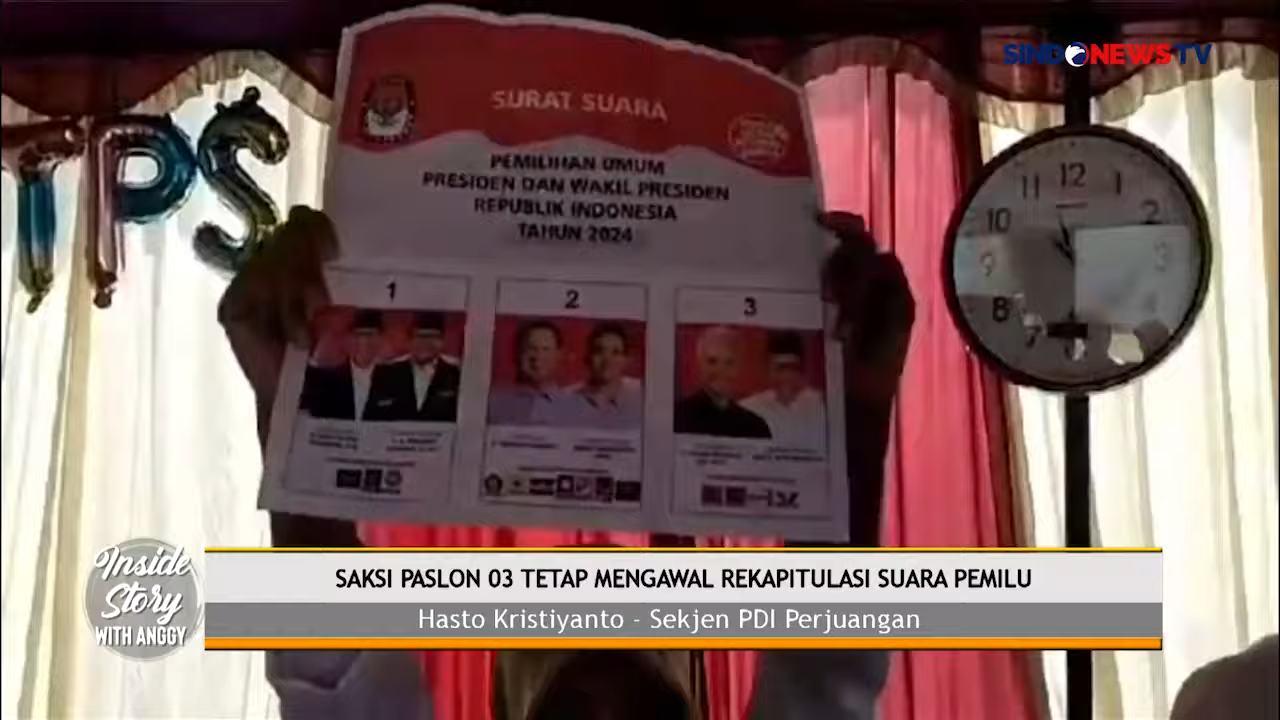 SINDONEWS TV
TPS
SURAT SUARA
PEMILIHAN UMUM
PRESIDEN DAN WAKIL PRESIDEN
REPUBLIK INDONESIA
TAHUN 2024
1
2
3
11 12 1
10 2
9 3
8 4
7
Inside
Story
WITH ANGGY
SAKSI PASLON 03 TETAP MENGAWAL REKAPITULASI SUARA PEMILU
Hasto Kristiyanto - Sekjen PDI Perjuangan